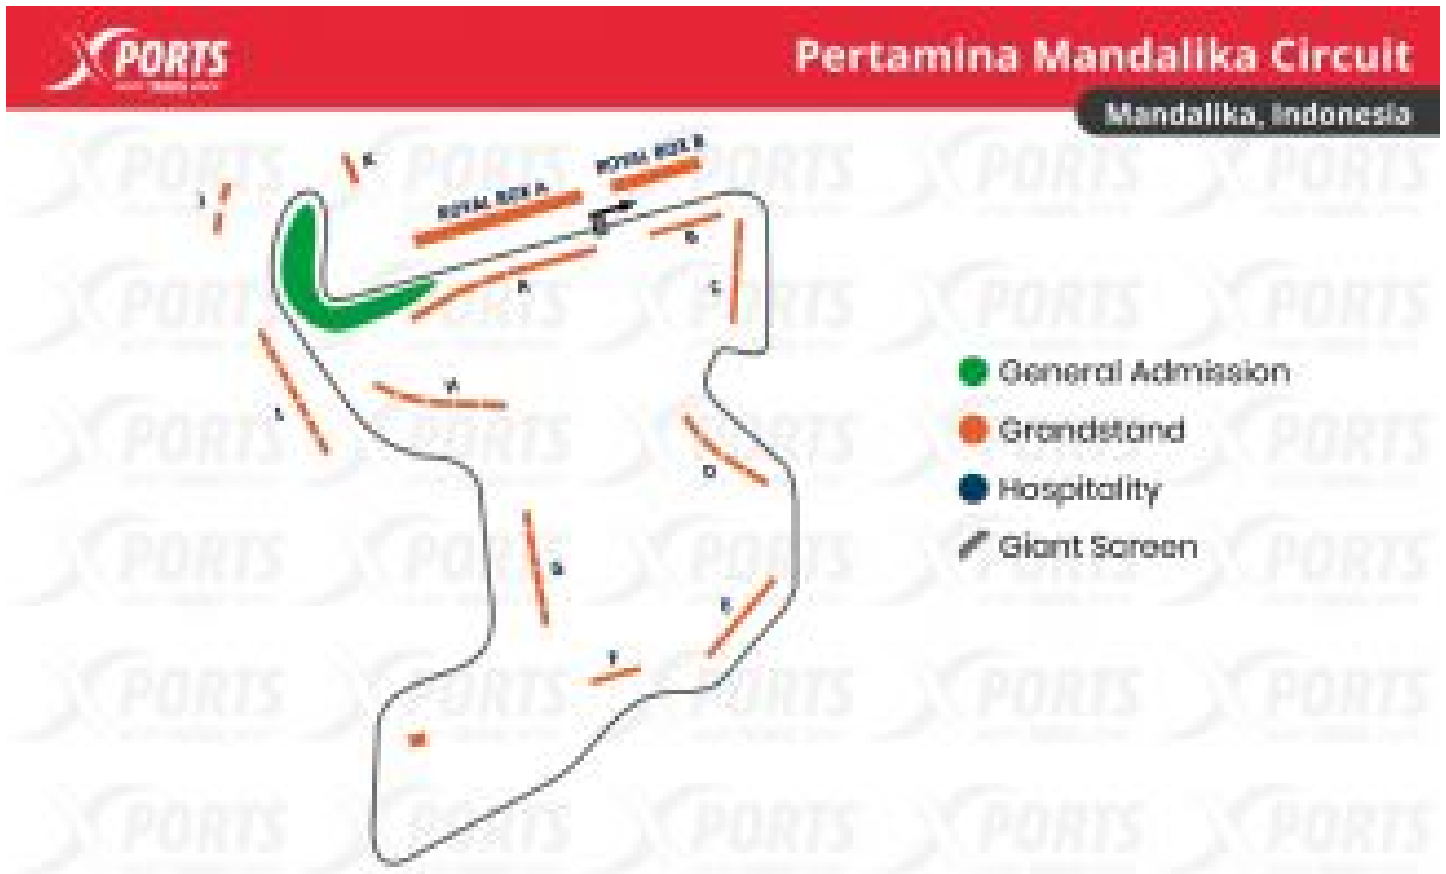 XPORTS
Pertamina Mandalika Circuit
Mandalika, Indonesia
K
ROYAL BOX B
J
ROYAL BOX A
B
C
A
H
I
D
G
E
F
General Admission
Grandstand
Hospitality
Giant Screen